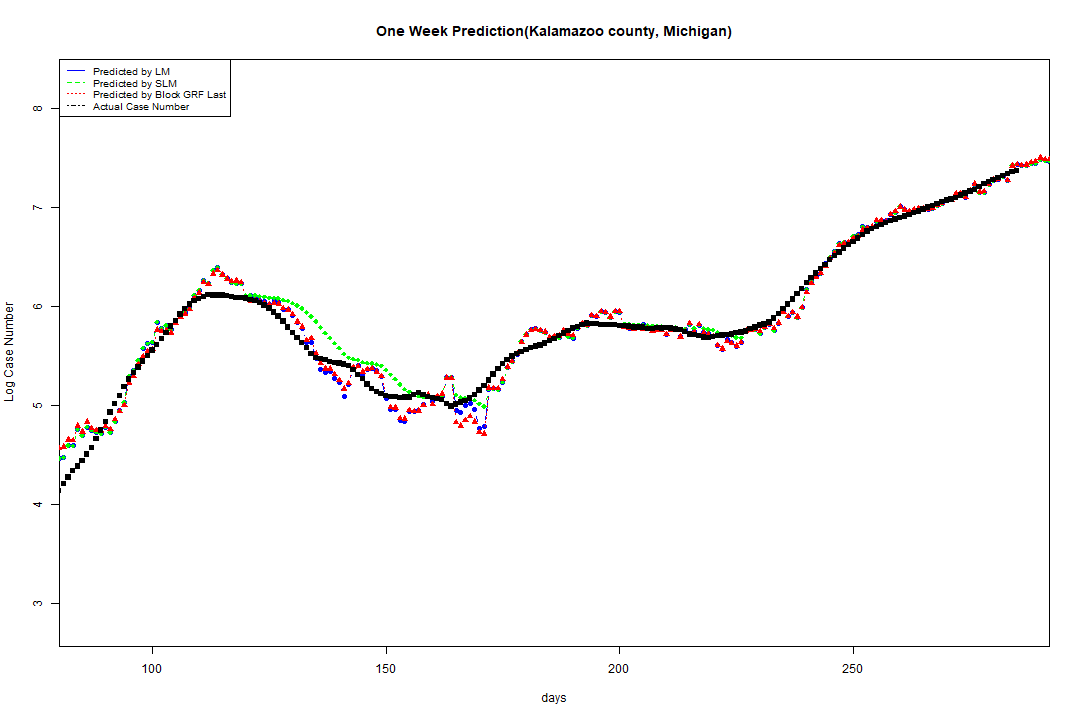 One Week Prediction(Kalamazoo county, Michigan)
Predicted by LM
Predicted by SLM
Predicted by Block GRF Last
Actual Case Number
8
7
6
5
4
3
Log Case Number
100 150 200 250
days